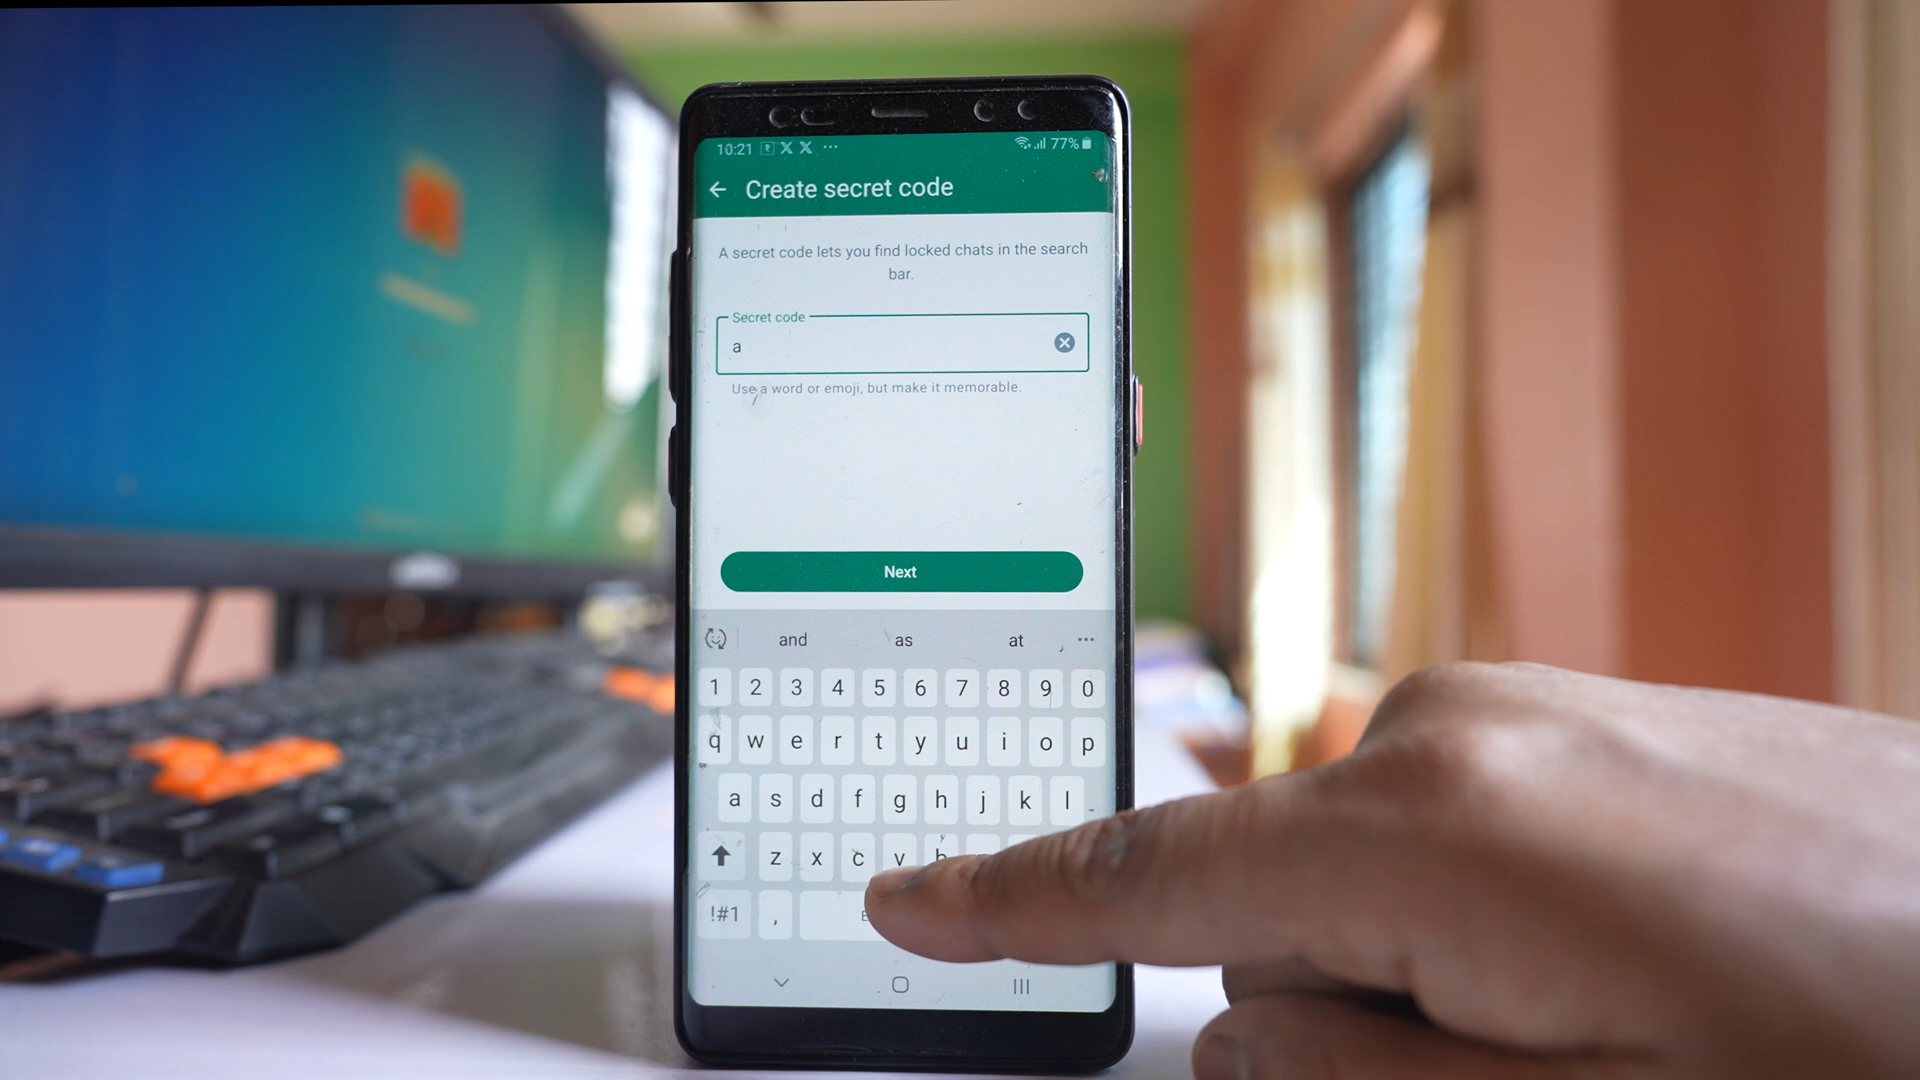 10:21 77%
Create secret code
A secret code lets you find locked chats in the search
bar.
Secret code
a
Use a word or emoji, but make it memorable.
Next
and as at
1 2 3 4 5 6 7 8 9 0
q w e r t y u i o p
a s d f g h j k l
z x c v b
!#1 ,